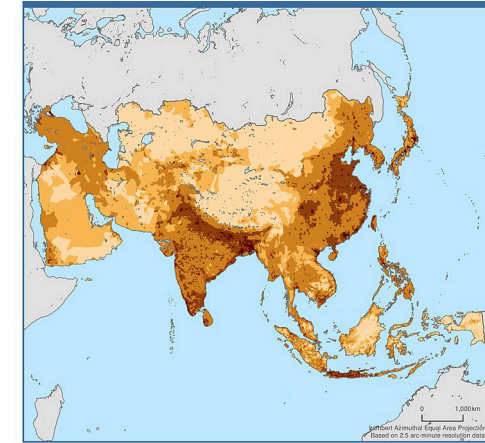 0 1,000km
Lambert Azimuthal Equal Area Projection
Based on 2.5 arc-minute resolution data